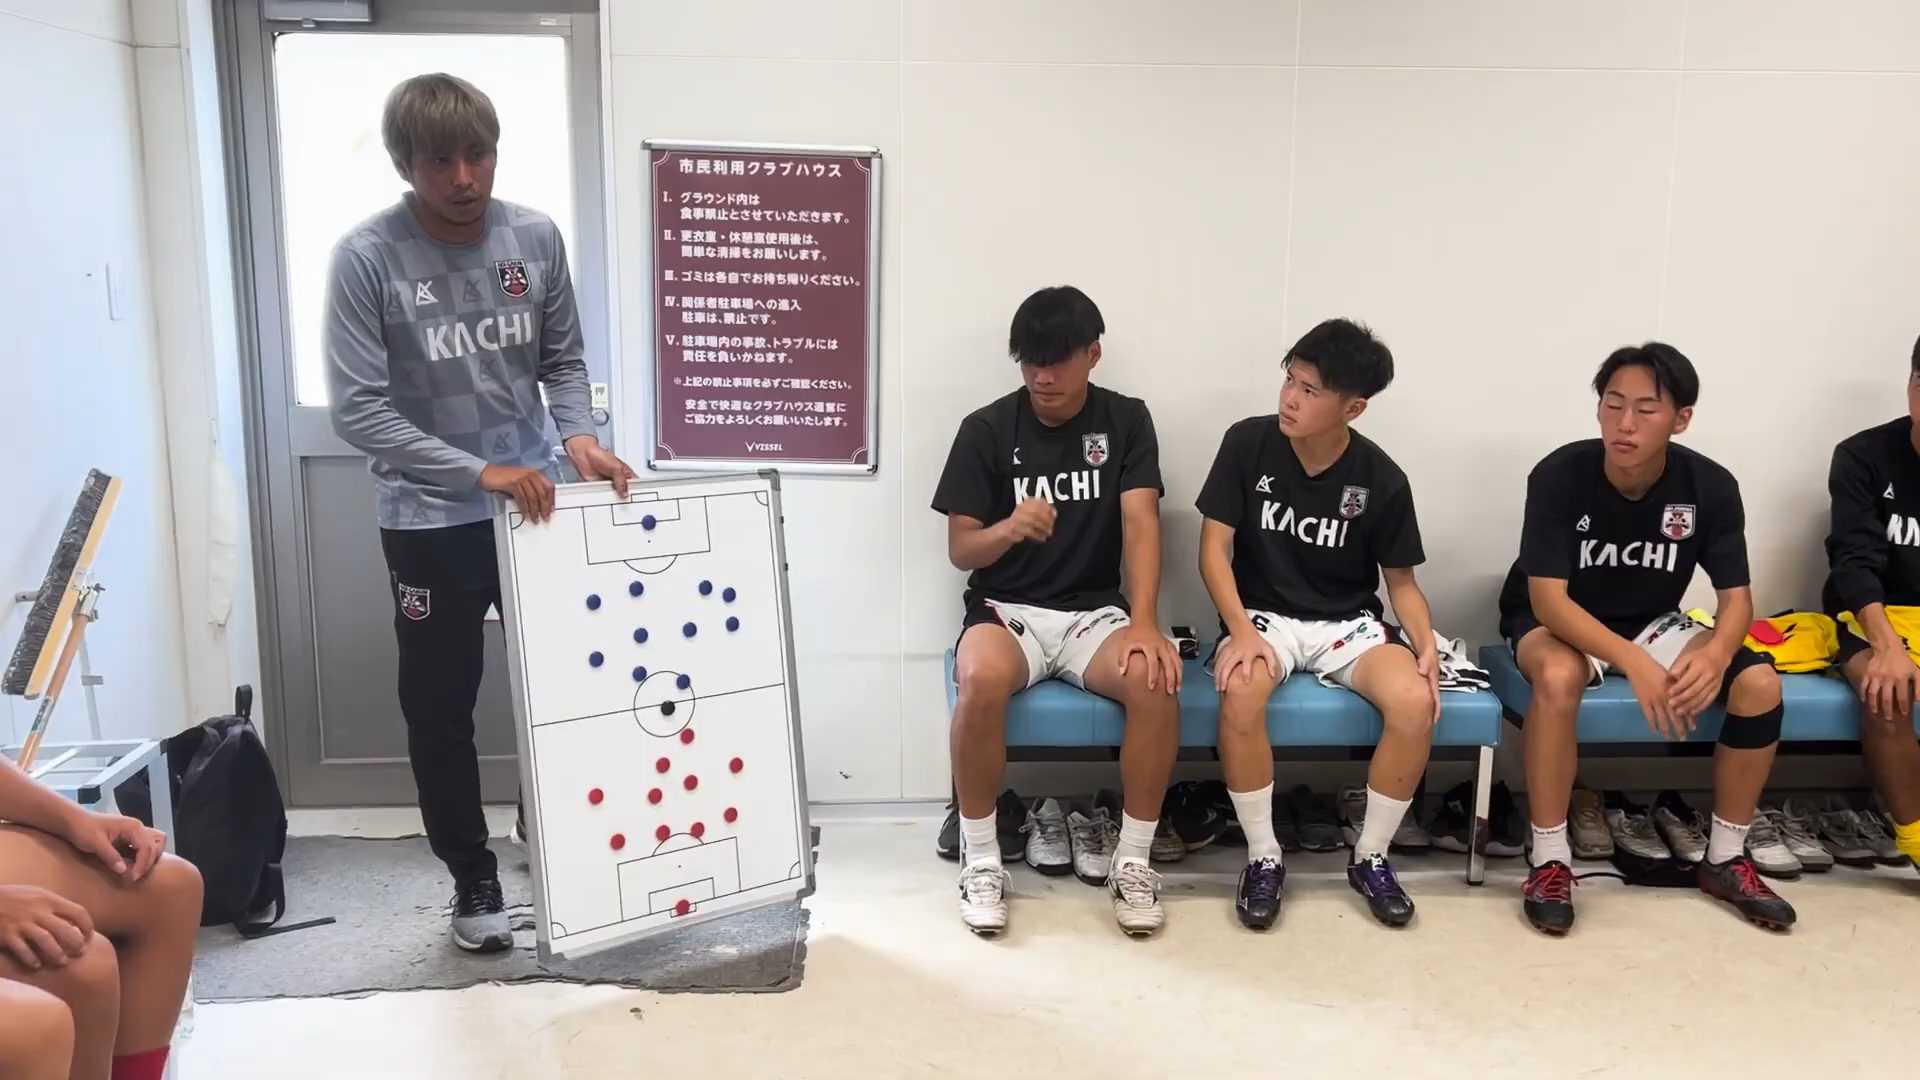 市民利用クラブハウス
I. グラウンド内は
食事禁止とさせていただきます。
II. 更衣室・休憩室使用後は、
簡単な清掃をお願いします。
III. ゴミは各自でお持ち帰りください。
IV. 関係者駐車場への進入
駐車は、禁止です。
V. 駐車場内の事故、トラブルには
責任を負いかねます。
※上記の禁止事項を必ずご確認ください。
安全で快適なクラブハウス運営に
ご協力をよろしくお願いいたします。
VISSEL
押
KACHI
KACHI
KACHI
KACHI
KA
3